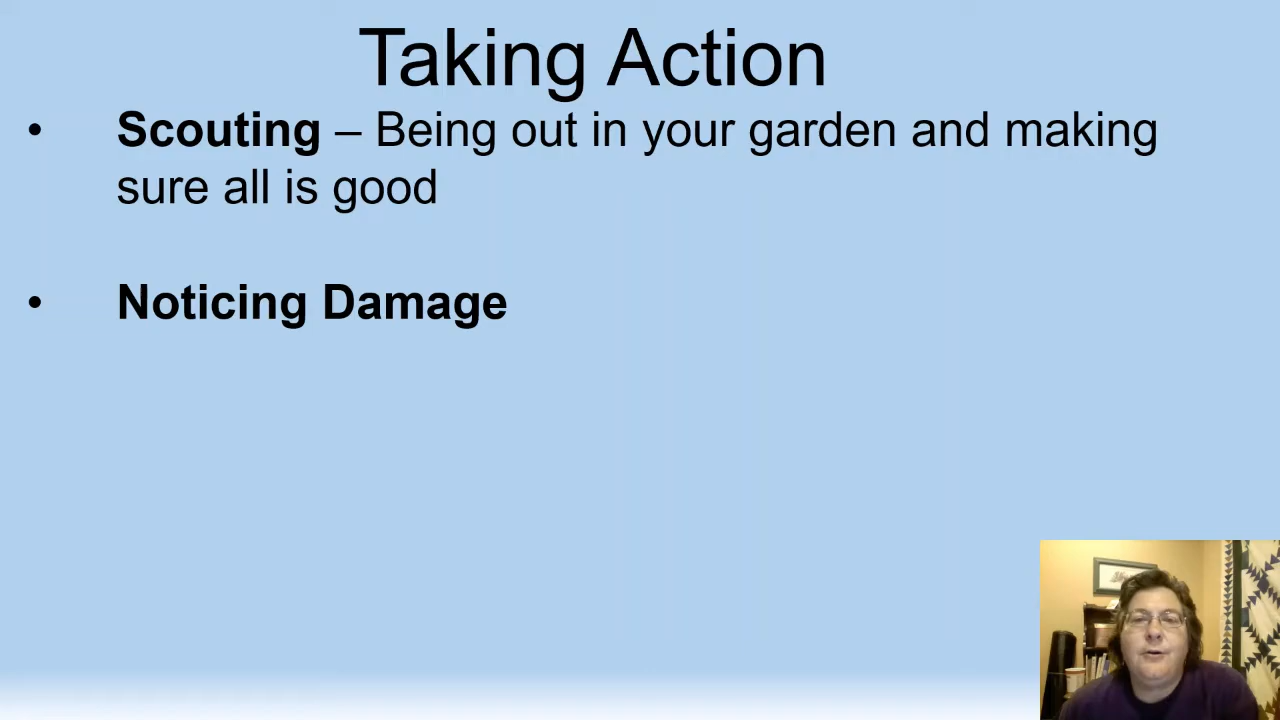 Taking Action
• Scouting – Being out in your garden and making
sure all is good
• Noticing Damage